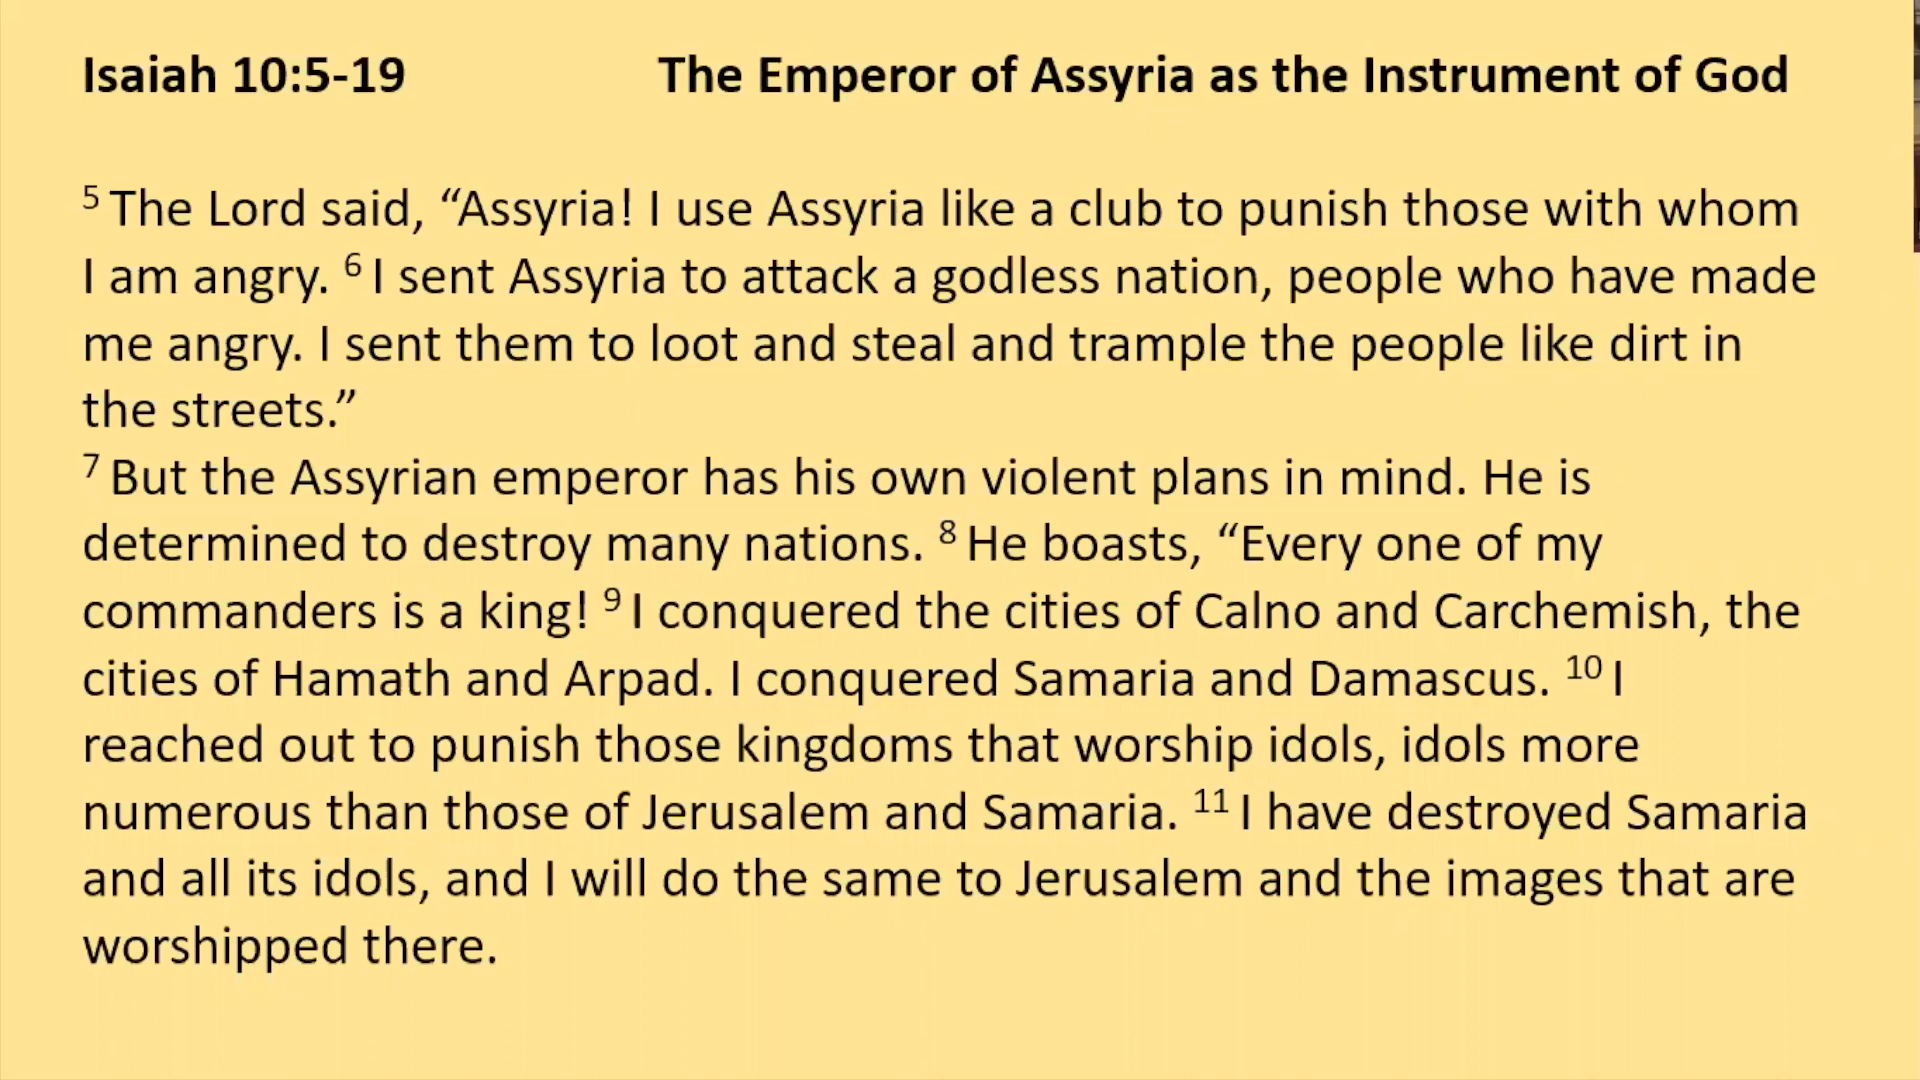 Isaiah 10:5-19 The Emperor of Assyria as the Instrument of God
5 The Lord said, “Assyria! I use Assyria like a club to punish those with whom
I am angry. 6 I sent Assyria to attack a godless nation, people who have made
me angry. I sent them to loot and steal and trample the people like dirt in
the streets.”
7 But the Assyrian emperor has his own violent plans in mind. He is
determined to destroy many nations. 8 He boasts, “Every one of my
commanders is a king! 9 I conquered the cities of Calno and Carchemish, the
cities of Hamath and Arpad. I conquered Samaria and Damascus. 10 I
reached out to punish those kingdoms that worship idols, idols more
numerous than those of Jerusalem and Samaria. 11 I have destroyed Samaria
and all its idols, and I will do the same to Jerusalem and the images that are
worshipped there.